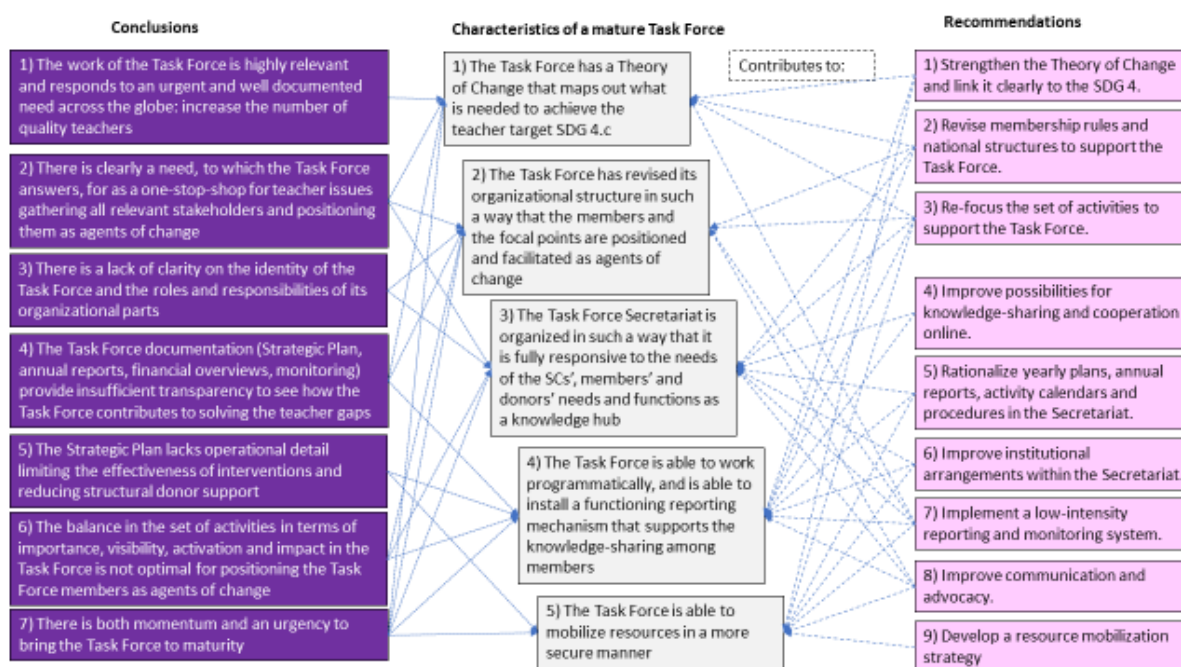 Conclusions
1) The work of the Task Force is highly relevant
and responds to an urgent and well documented
need across the globe: increase the number of
quality teachers
2) There is clearly a need, to which the Task Force
answers, for as a one-stop-shop for teacher issues
gathering all relevant stakeholders and positioning
them as agents of change
3) There is a lack of clarity on the identity of the
Task Force and the roles and responsibilities of its
organizational parts
4) The Task Force documentation (Strategic Plan,
annual reports, financial overviews, monitoring)
provide insufficient transparency to see how the
Task Force contributes to solving the teacher gaps
5) The Strategic Plan lacks operational detail
limiting the effectiveness of interventions and
reducing structural donor support
6) The balance in the set of activities in terms of
importance, visibility, activation and impact in the
Task Force is not optimal for positioning the Task
Force members as agents of change
7) There is both momentum and an urgency to
bring the Task Force to maturity
Characteristics of a mature Task Force
1) The Task Force has a Theory
of Change that maps out what
is needed to achieve the
teacher target SDG 4.c
2) The Task Force has revised its
organizational structure in such
a way that the members and
the focal points are positioned
and facilitated as agents of
change
3) The Task Force Secretariat is
organized in such a way that it
is fully responsive to the needs
of the SCs', members' and
donors' needs and functions as
a knowledge hub
4) The Task Force is able to work
programmatically, and is able to
install a functioning reporting
mechanism that supports the
knowledge-sharing among
members
5) The Task Force is able to
mobilize resources in a more
secure manner
Contributes to:
Recommendations
1) Strengthen the Theory of Change
and link it clearly to the SDG 4.
2) Revise membership rules and
national structures to support the
Task Force.
3) Re-focus the set of activities to
support the Task Force.
4) Improve possibilities for
knowledge-sharing and cooperation
online.
5) Rationalize yearly plans, annual
reports, activity calendars and
procedures in the Secretariat.
6) Improve institutional
arrangements within the Secretariat.
7) Implement a low-intensity
reporting and monitoring system.
8) Improve communication and
advocacy.
9) Develop a resource mobilization
strategy